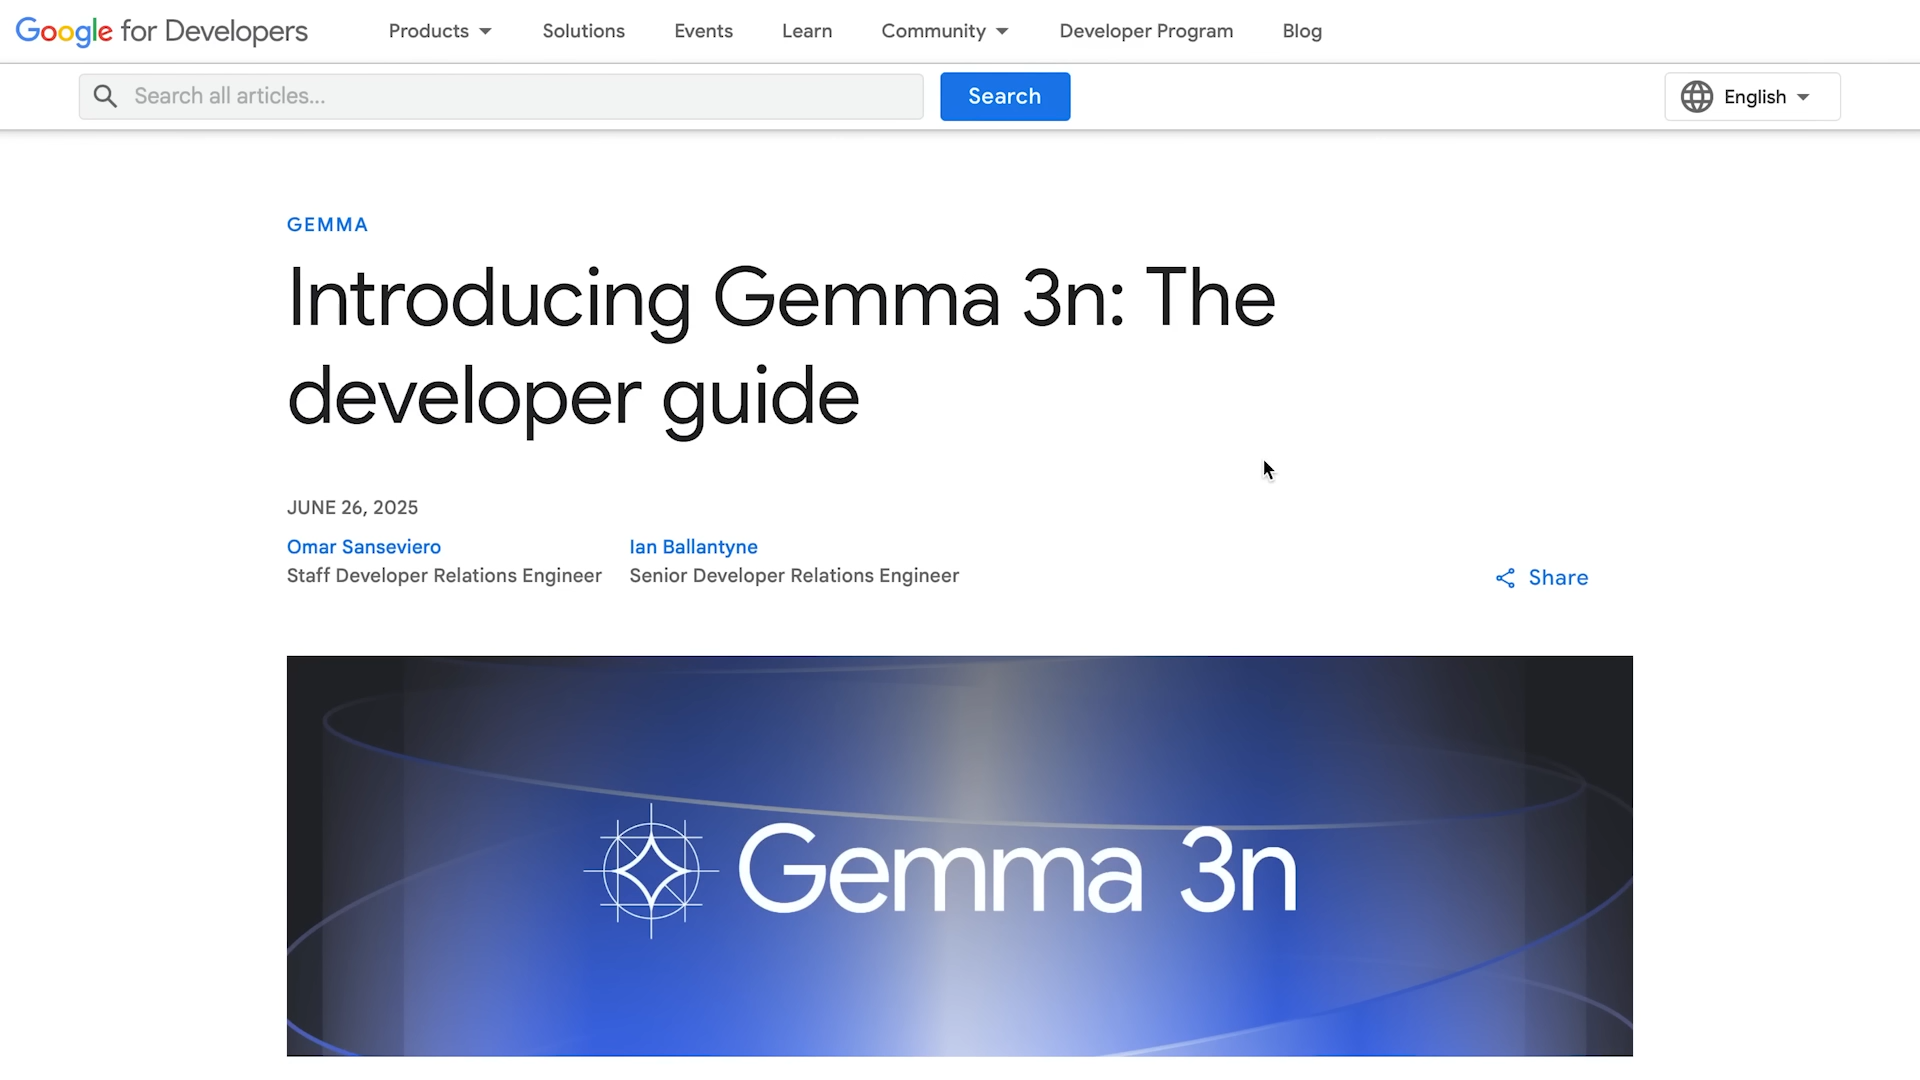 Google for Developers Products Solutions Events Learn Community Developer Program Blog
Search all articles... Search English
GEMMA
Introducing Gemma 3n: The
developer guide
JUNE 26, 2025
Omar Sanseviero Ian Ballantyne
Staff Developer Relations Engineer Senior Developer Relations Engineer
Share
Gemma 3n